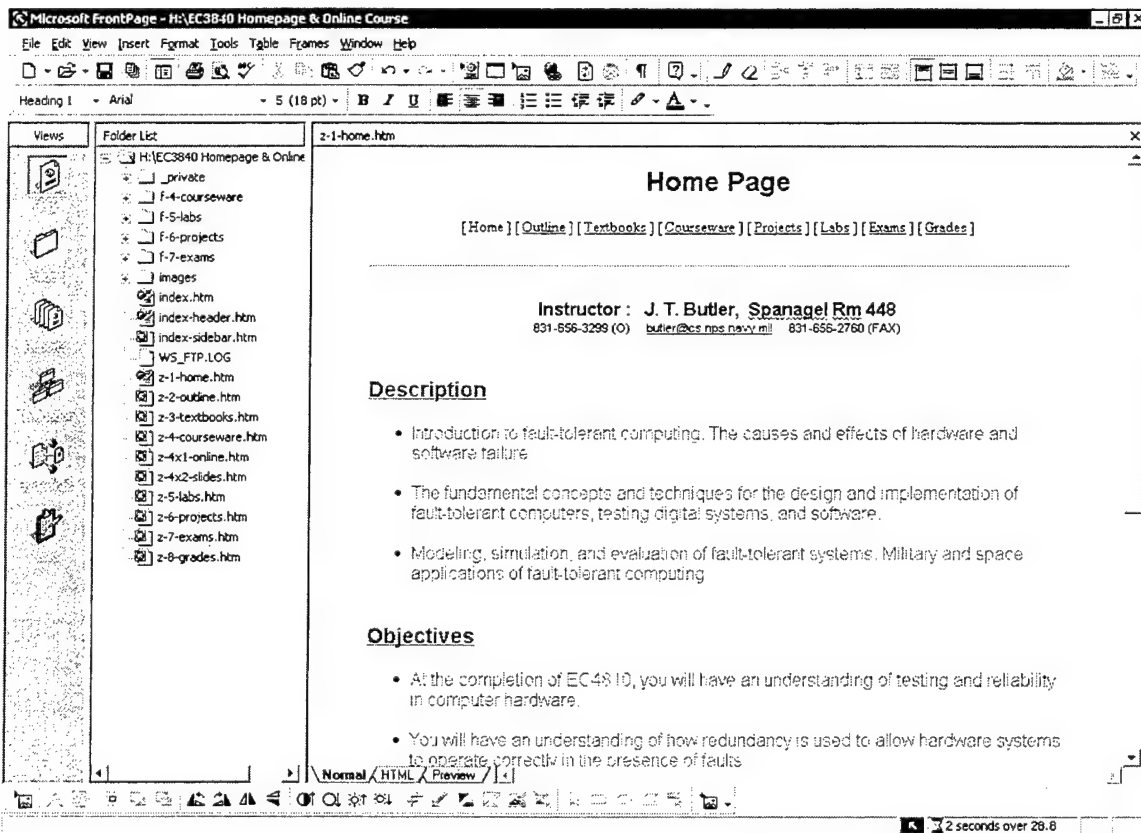 Microsoft FrontPage - H:\EC3840 Homepage & Online Course
File Edit View Insert Format Tools Table Frames Window Help
Heading 1 Arial 5 (18 pt) B I U A
Views
Folder List
z-1-home.htm
H:\EC3840 Homepage & Online
_private
f-4-courseware
f-5-labs
f-6-projects
f-7-exams
images
index.htm
index-header.htm
index-sidebar.htm
WS_FTP.LOG
z-1-home.htm
z-2-outline.htm
z-3-textbooks.htm
z-4-courseware.htm
z-4x1-online.htm
z-4x2-slides.htm
z-5-labs.htm
z-6-projects.htm
z-7-exams.htm
z-8-grades.htm
Home Page
[ Home ] [ Outline ] [ Textbooks ] [ Courseware ] [ Projects ] [ Labs ] [ Exams ] [ Grades ]
Instructor : J. T. Butler, Spanagel Rm 448
831-656-3299 (O) butler@cs.nps.navy.mil 831-656-2760 (FAX)
Description
• Introduction to fault-tolerant computing. The causes and effects of hardware and
software failure
• The fundamental concepts and techniques for the design and implementation of
fault-tolerant computers, testing digital systems, and software.
• Modeling, simulation, and evaluation of fault-tolerant systems. Military and space
applications of fault-tolerant computing
Objectives
• At the completion of EC4810, you will have an understanding of testing and reliability
in computer hardware.
• You will have an understanding of how redundancy is used to allow hardware systems
to operate correctly in the presence of faults
Normal HTML Preview
2 seconds over 28.8